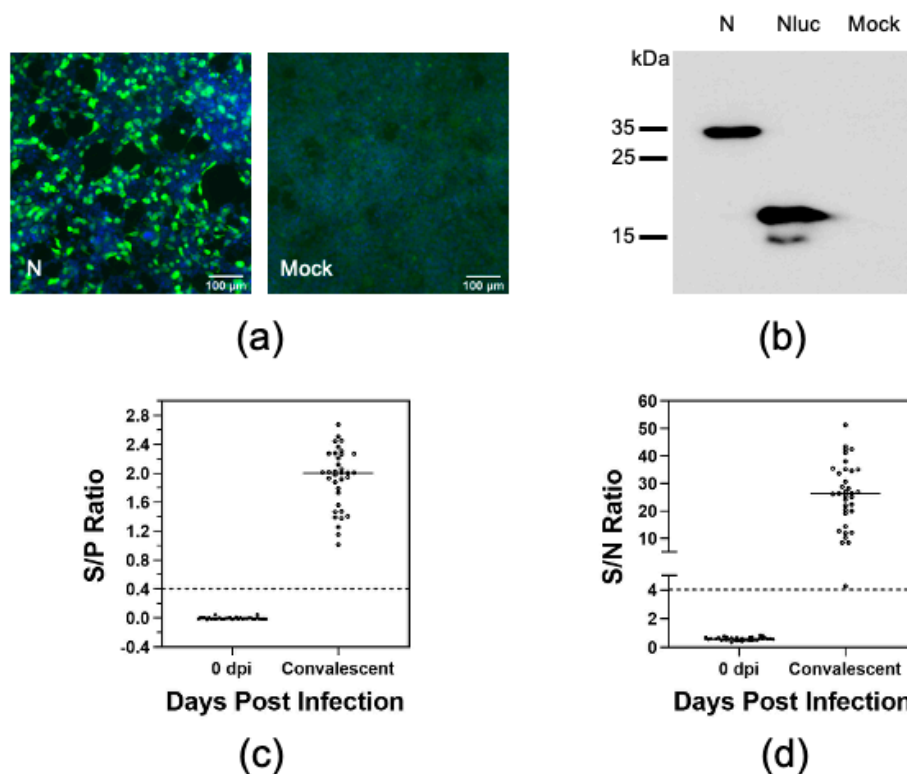 N
100 µm
Mock
100 µm
(a)
N Nluc Mock
kDa
35
25
15
(b)
S/P Ratio
2.8
2.4
2.0
1.6
1.2
0.8
0.4
0.0
-0.4
0 dpi Convalescent
Days Post Infection
(c)
S/N Ratio
60
50
40
30
20
10
4
2
0
0 dpi Convalescent
Days Post Infection
(d)